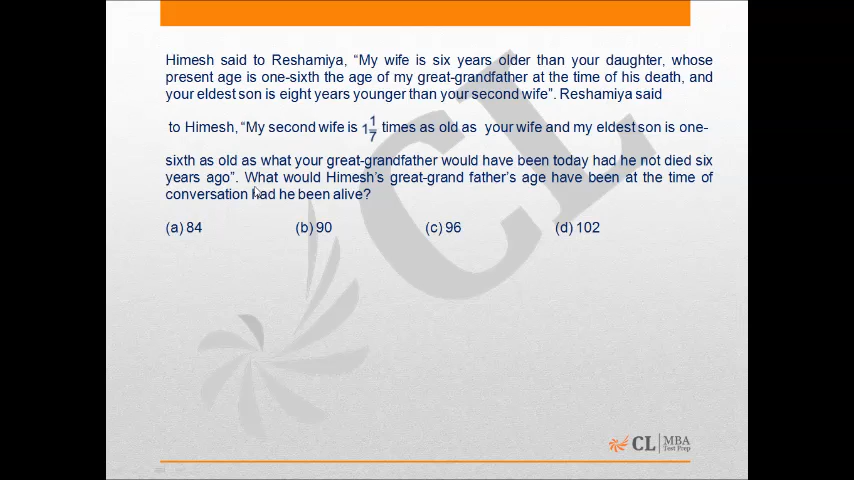 Himesh said to Reshamiya, “My wife is six years older than your daughter, whose
present age is one-sixth the age of my great-grandfather at the time of his death, and
your eldest son is eight years younger than your second wife”. Reshamiya said
to Himesh, “My second wife is 1 1/7 times as old as your wife and my eldest son is one-
sixth as old as what your great-grandfather would have been today had he not died six
years ago”. What would Himesh’s great-grand father’s age have been at the time of
conversation had he been alive?
(a) 84 (b) 90 (c) 96 (d) 102
CL
CL MBA
Test Prep